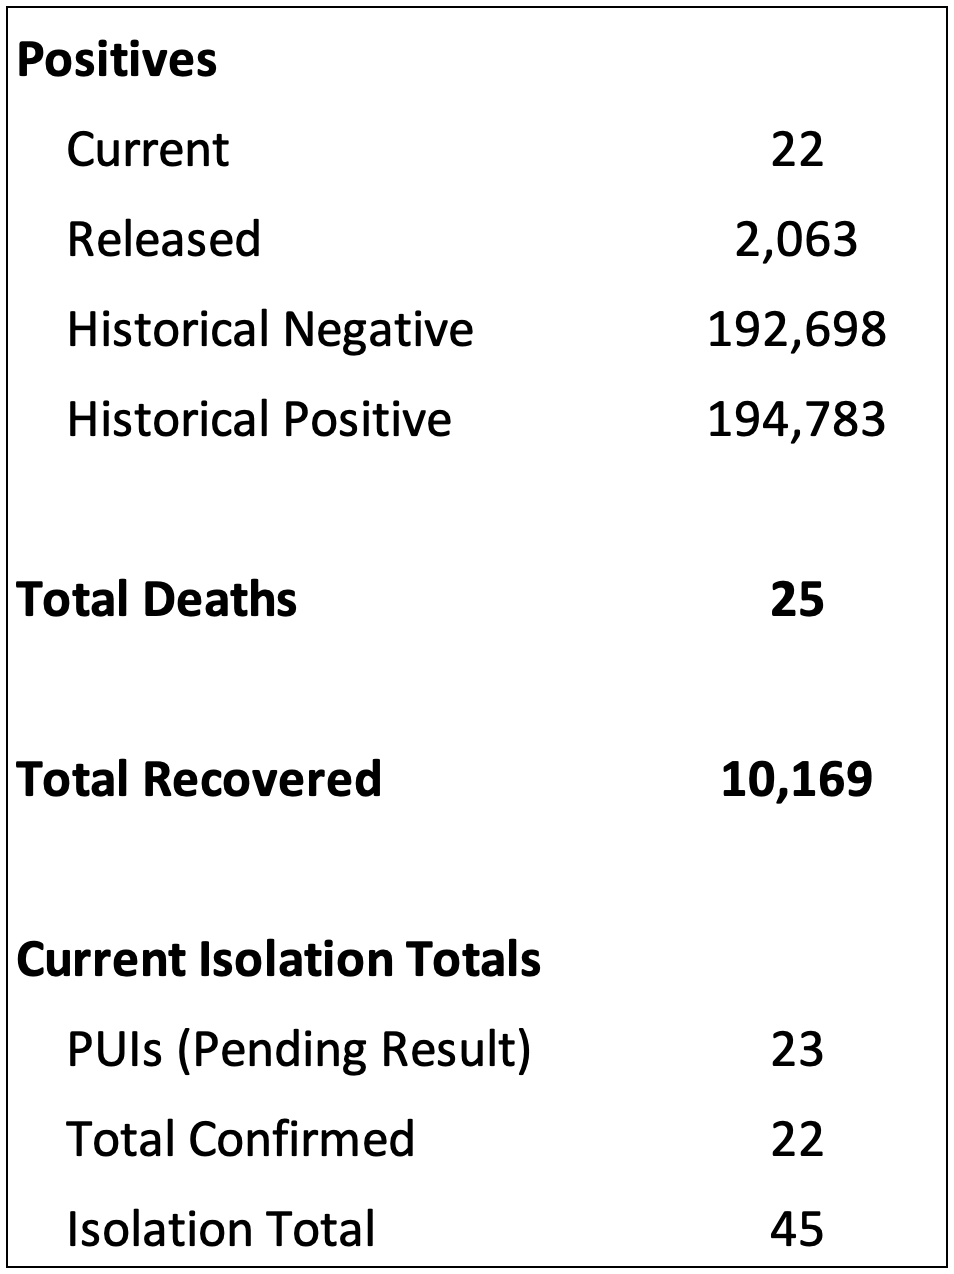 Positives
Current 22
Released 2,063
Historical Negative 192,698
Historical Positive 194,783
Total Deaths 25
Total Recovered 10,169
Current Isolation Totals
PUIs (Pending Result) 23
Total Confirmed 22
Isolation Total 45